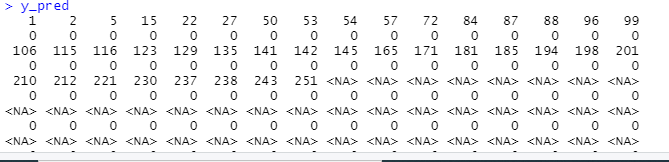 > y_pred
1 2 5 15 22 27 50 53 54 57 72 84 87 88 96 99
0 0 0 0 0 0 0 0 0 0 0 0 0 0 0 0
106 115 116 123 129 135 141 142 145 165 171 181 185 194 198 201
0 0 0 0 0 0 0 0 0 0 0 0 0 0 0 0
210 212 221 230 237 238 243 251 <NA> <NA> <NA> <NA> <NA> <NA> <NA> <NA>
0 0 0 0 0 0 0 0 0 0 0 0 0 0 0 0
<NA> <NA> <NA> <NA> <NA> <NA> <NA> <NA> <NA> <NA> <NA> <NA> <NA> <NA> <NA> <NA>
0 0 0 0 0 0 0 0 0 0 0 0 0 0 0 0
<NA> <NA> <NA> <NA> <NA> <NA> <NA> <NA> <NA> <NA> <NA> <NA> <NA> <NA> <NA> <NA>